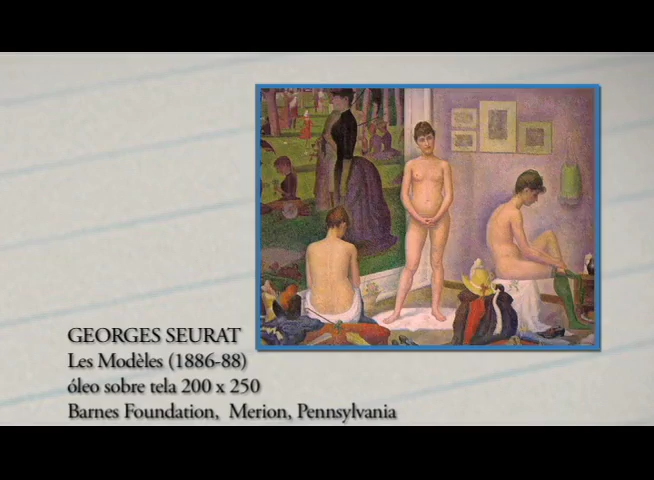 GEORGES SEURAT
Les Modèles (1886-88)
óleo sobre tela 200 x 250
Barnes Foundation, Merion, Pennsylvania